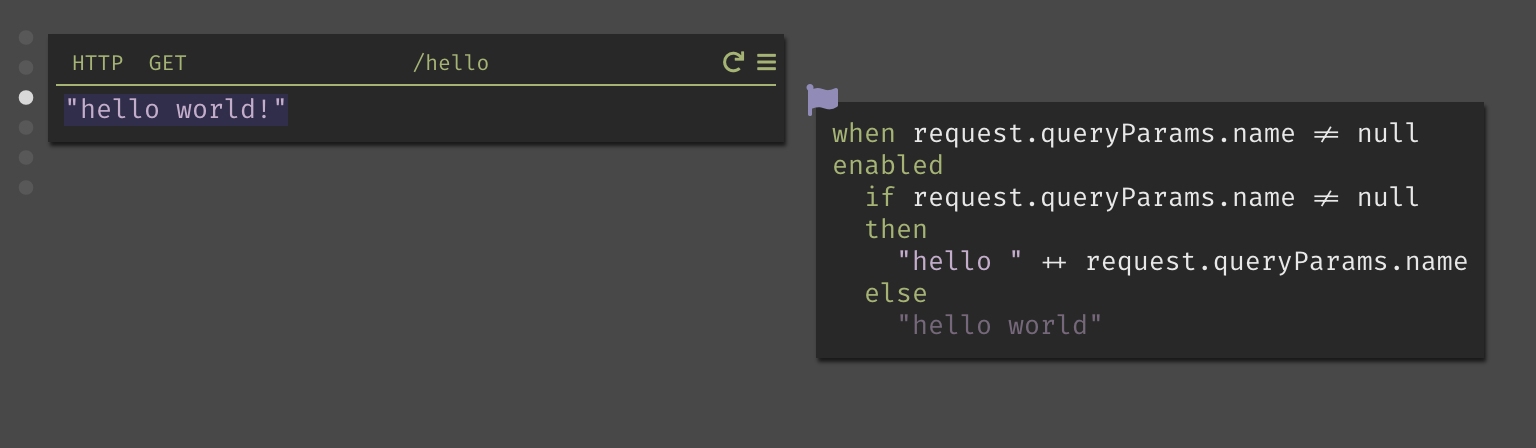 HTTP GET /hello
"hello world!"
when request.queryParams.name ≠ null
enabled
if request.queryParams.name ≠ null
then
"hello " ++ request.queryParams.name
else
"hello world"